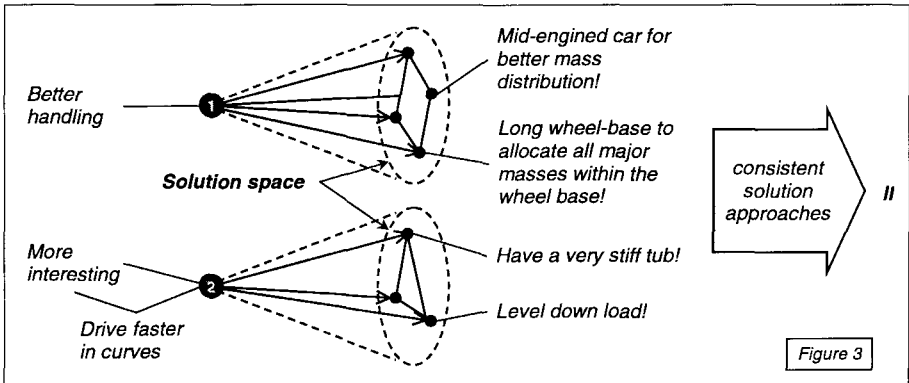 Better
handling
1
Mid-engined car for
better mass
distribution!
Long wheel-base to
allocate all major
masses within the
wheel base!
Solution space
consistent
solution
approaches
II
More
interesting
2
Drive faster
in curves
Have a very stiff tub!
Level down load!
Figure 3